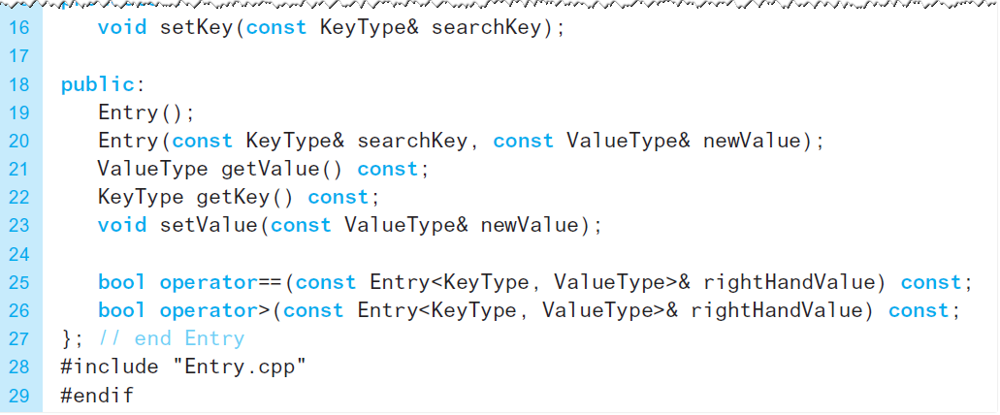 16 void setKey(const KeyType& searchKey);
17
18 public:
19 Entry();
20 Entry(const KeyType& searchKey, const ValueType& newValue);
21 ValueType getValue() const;
22 KeyType getKey() const;
23 void setValue(const ValueType& newValue);
24
25 bool operator==(const Entry<KeyType, ValueType>& rightHandValue) const;
26 bool operator>(const Entry<KeyType, ValueType>& rightHandValue) const;
27 }; // end Entry
28 #include "Entry.cpp"
29 #endif